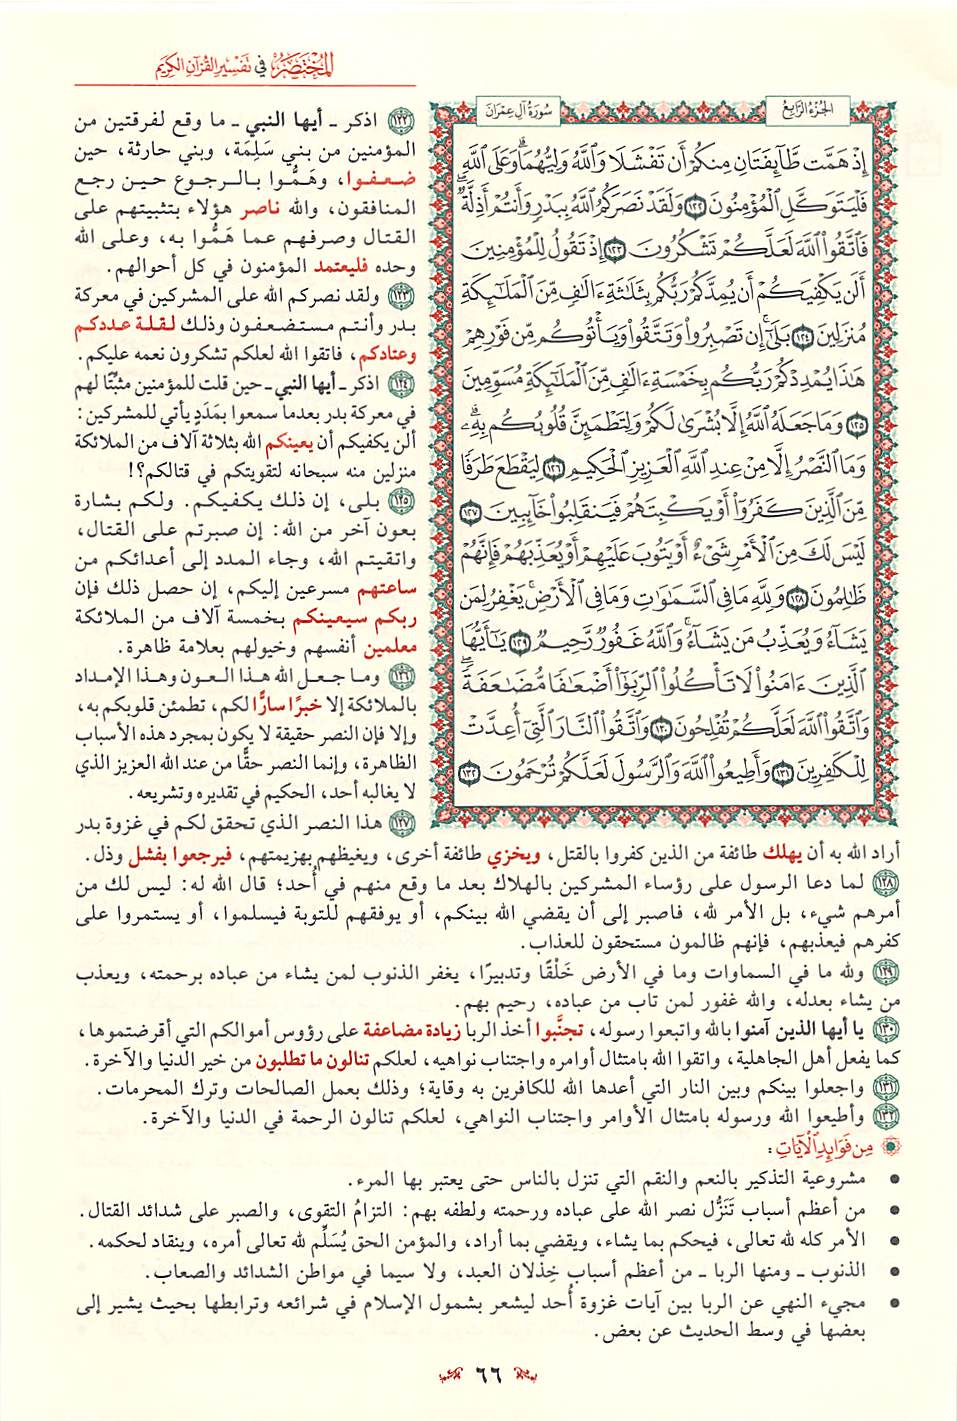 المُخْتَصَرُ في تَفْسِيرِ القُرْآنِ الكَرِيمِ
الجُزْءُ الرَّابِعُ
سُورَةُ آلِ عِمْرَانَ
إِذْ هَمَّت طَّآئِفَتَانِ مِنكُمْ أَن تَفْشَلَا وَٱللَّهُ وَلِيُّهُمَاۗ وَعَلَى ٱللَّهِ
فَلْيَتَوَكَّلِ ٱلْمُؤْمِنُونَ ١٢٢ وَلَقَدْ نَصَرَكُمُ ٱللَّهُ بِبَدْرٖ وَأَنتُمْ أَذِلَّةٞۖ
فَٱتَّقُوا۟ ٱللَّهَ لَعَلَّكُمْ تَشْكُرُونَ ١٢٣ إِذْ تَقُولُ لِلْمُؤْمِنِينَ
أَلَن يَكْفِيَكُمْ أَن يُمِدَّكُمْ رَبُّكُم بِثَلَٰثَةِ ءَالَٰفٖ مِّنَ ٱلْمَلَٰٓئِكَةِ
مُنزَلِينَ ١٢٤ بَلَىٰٓۚ إِن تَصْبِرُوا۟ وَتَتَّقُوا۟ وَيَأْتُوكُم مِّن فَوْرِهِمْ
هَٰذَا يُمْدِدْكُمْ رَبُّكُم بِخَمْسَةِ ءَالَٰفٖ مِّنَ ٱلْمَلَٰٓئِكَةِ مُسَوِّمِينَ
١٢٥ وَمَا جَعَلَهُ ٱللَّهُ إِلَّا بُشْرَىٰ لَكُمْ وَلِتَطْمَئِنَّ قُلُوبُكُم بِهِۦۗ
وَمَا ٱلنَّصْرُ إِلَّا مِنْ عِندِ ٱللَّهِ ٱلْعَزِيزِ ٱلْحَكِيمِ ١٢٦ لِيَقْطَعَ طَرَفٗا
مِّنَ ٱلَّذِينَ كَفَرُوٓا۟ أَوْ يَكْبِتَهُمْ فَيَنقَلِبُوا۟ خَآئِبِينَ ١٢٧
لَيْسَ لَكَ مِنَ ٱلْأَمْرِ شَيْءٌ أَوْ يَتُوبَ عَلَيْهِمْ أَوْ يُعَذِّبَهُمْ فَإِنَّهُمْ
ظَٰلِمُونَ ١٢٨ وَلِلَّهِ مَا فِي ٱلسَّمَٰوَٰتِ وَمَا فِي ٱلْأَرْضِۚ يَغْفِرُ لِمَن
يَشَآءُ وَيُعَذِّبُ مَن يَشَآءُۚ وَٱللَّهُ غَفُورٞ رَّحِيمٞ ١٢٩ يَٰٓأَيُّهَا
ٱلَّذِينَ ءَامَنُوا۟ لَا تَأْكُلُوا۟ ٱلرِّبَوٰٓا۟ أَضْعَٰفٗا مُّضَٰعَفَةٗۖ
وَٱتَّقُوا۟ ٱللَّهَ لَعَلَّكُمْ تُفْلِحُونَ ١٣٠ وَٱتَّقُوا۟ ٱلنَّارَ ٱلَّتِيٓ أُعِدَّتْ
لِلْكَٰفِرِينَ ١٣١ وَأَطِيعُوا۟ ٱللَّهَ وَٱلرَّسُولَ لَعَلَّكُمْ تُرْحَمُونَ ١٣٢
١٢٢ اذكر ـ أيها النبي ـ ما وقع لفرقتين من
المؤمنين من بني سَلِمَة، وبني حارثة، حين
ضعفوا، وهَمُّوا بالرجوع حين رجع
المنافقون، والله ناصر هؤلاء بتثبيتهم على
القتال وصرفهم عما هَمُّوا به، وعلى الله
وحده فليعتمد المؤمنون في كل أحوالهم.
١٢٣ ولقد نصركم الله على المشركين في معركة
بدر وأنتم مستضعفون وذلك لقلة عددكم
وعتادكم، فاتقوا الله لعلكم تشكرون نعمه عليكم.
١٢٤ اذكر ـ أيها النبي ـ حين قلت للمؤمنين مثبِّتًا لهم
في معركة بدر بعدما سمعوا بمَدَدٍ يأتي للمشركين:
ألن يكفيكم أن يعينكم الله بثلاثة آلاف من الملائكة
منزلين منه سبحانه لتقويتكم في قتالكم؟!
١٢٥ بلى، إن ذلك يكفيكم. ولكم بشارة
بعون آخر من الله: إن صبرتم على القتال،
واتقيتم الله، وجاء المدد إلى أعدائكم من
ساعتهم مسرعين إليكم، إن حصل ذلك فإن
ربكم سيعينكم بخمسة آلاف من الملائكة
معلمين أنفسهم وخيولهم بعلامة ظاهرة.
١٢٦ وما جعل الله هذا العون وهذا الإمداد
بالملائكة إلا خبرًا سارًّا لكم، تطمئن قلوبكم به،
وإلا فإن النصر حقيقة لا يكون بمجرد هذه الأسباب
الظاهرة، وإنما النصر حقًّا من عند الله العزيز الذي
لا يغالبه أحد، الحكيم في تقديره وتشريعه.
١٢٧ هذا النصر الذي تحقق لكم في غزوة بدر
أراد الله به أن يهلك طائفة من الذين كفروا بالقتل، ويخزي طائفة أخرى، ويغيظهم بهزيمتهم، فيرجعوا بفشل وذل.
١٢٨ لما دعا الرسول على رؤساء المشركين بالهلاك بعد ما وقع منهم في أُحد؛ قال الله له: ليس لك من
أمرهم شيء، بل الأمر لله، فاصبر إلى أن يقضي الله بينكم، أو يوفقهم للتوبة فيسلموا، أو يستمروا على
كفرهم فيعذبهم، فإنهم ظالمون مستحقون للعذاب.
١٢٩ ولله ما في السماوات وما في الأرض خَلْقًا وتدبيرًا، يغفر الذنوب لمن يشاء من عباده برحمته، ويعذب
من يشاء بعدله، والله غفور لمن تاب من عباده، رحيم بهم.
١٣٠ يا أيها الذين آمنوا بالله واتبعوا رسوله، تجنَّبوا أخذ الربا زيادة مضاعفة على رؤوس أموالكم التي أقرضتموها،
كما يفعل أهل الجاهلية، واتقوا الله بامتثال أوامره واجتناب نواهيه، لعلكم تنالون ما تطلبون من خير الدنيا والآخرة.
١٣١ واجعلوا بينكم وبين النار التي أعدها الله للكافرين به وقاية؛ وذلك بعمل الصالحات وترك المحرمات.
١٣٢ وأطيعوا الله ورسوله بامتثال الأوامر واجتناب النواهي، لعلكم تنالون الرحمة في الدنيا والآخرة.
مِن فَوَائِدِ الآيَاتِ:
• مشروعية التذكير بالنعم والنقم التي تنزل بالناس حتى يعتبر بها المرء.
• من أعظم أسباب تَنَزُّل نصر الله على عباده ورحمته ولطفه بهم: التزامُ التقوى، والصبر على شدائد القتال.
• الأمر كله لله تعالى، فيحكم بما يشاء، ويقضي بما أراد، والمؤمن الحق يُسَلِّم لله تعالى أمره، وينقاد لحكمه.
• الذنوب ـ ومنها الربا ـ من أعظم أسباب خِذلان العبد، ولا سيما في مواطن الشدائد والصعاب.
• مجيء النهي عن الربا بين آيات غزوة أُحد ليشعر بشمول الإسلام في شرائعه وترابطها بحيث يشير إلى
بعضها في وسط الحديث عن بعض.
٦٦